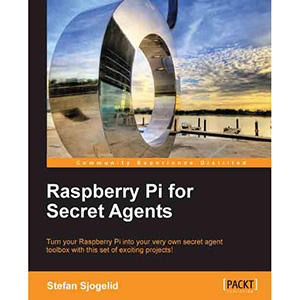 Community Experience Distilled
Raspberry Pi for
Secret Agents
Turn your Raspberry Pi into your very own secret agent
toolbox with this set of exciting projects!
Stefan Sjogelid
PACKT
PUBLISHING